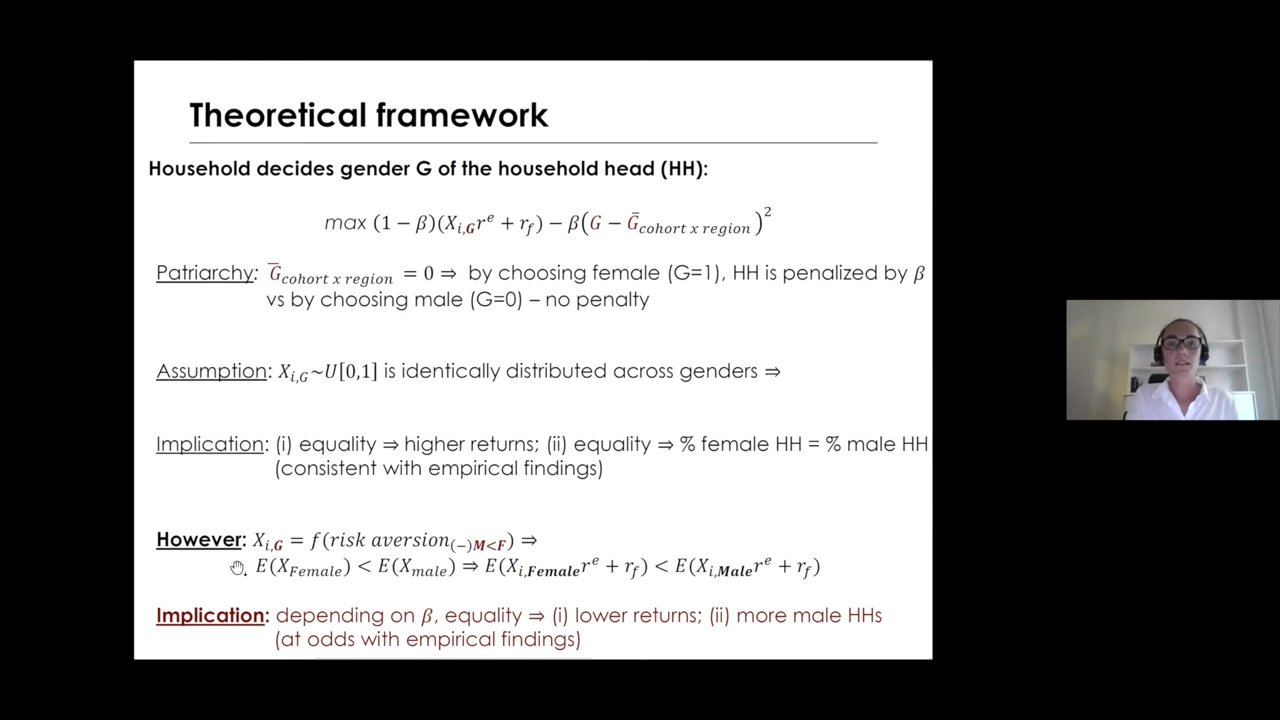 Theoretical framework
Household decides gender G of the household head (HH):
max (1 − β)(X_{i,G}r^e + r_f) − β(G − Ḡ_{cohort x region})^2
Patriarchy: Ḡ_{cohort x region} = 0 ⇒ by choosing female (G=1), HH is penalized by β
vs by choosing male (G=0) – no penalty
Assumption: X_{i,G}~U[0,1] is identically distributed across genders ⇒
Implication: (i) equality ⇒ higher returns; (ii) equality ⇒ % female HH = % male HH
(consistent with empirical findings)
However: X_{i,G} = f(risk aversion_{(−)M<F}) ⇒
E(X_{Female}) < E(X_{male}) ⇒ E(X_{i,Female}r^e + r_f) < E(X_{i,Male}r^e + r_f)
Implication: depending on β, equality ⇒ (i) lower returns; (ii) more male HHs
(at odds with empirical findings)